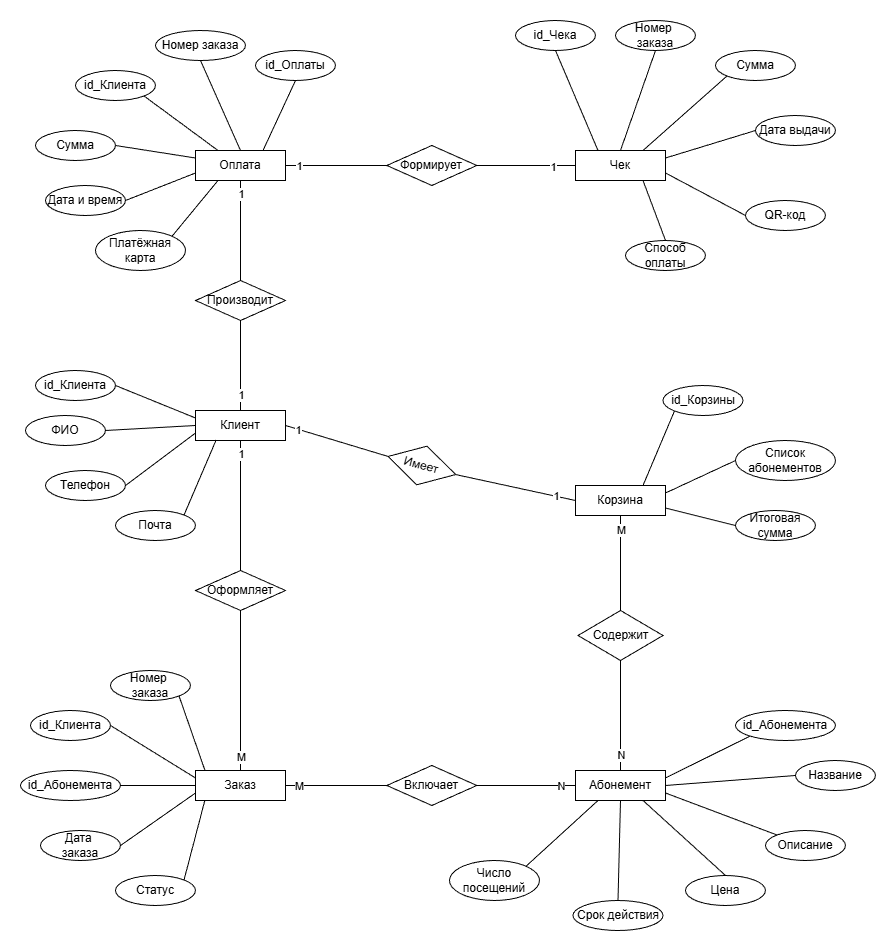 Номер заказа
id_Оплаты
id_Клиента
Сумма
Дата и время
Платёжная
карта
Оплата
1
Формирует
1
Чек
id_Чека
Номер
заказа
Сумма
Дата выдачи
QR-код
Способ
оплаты
1
Производит
1
id_Клиента
ФИО
Телефон
Почта
Клиент
1
Имеет
1
Корзина
id_Корзины
Список
абонементов
Итоговая
сумма
1
Оформляет
M
M
Содержит
N
Номер
заказа
id_Клиента
id_Абонемента
Дата
заказа
Статус
Заказ
M
Включает
N
Абонемент
id_Абонемента
Название
Описание
Цена
Срок действия
Число
посещений